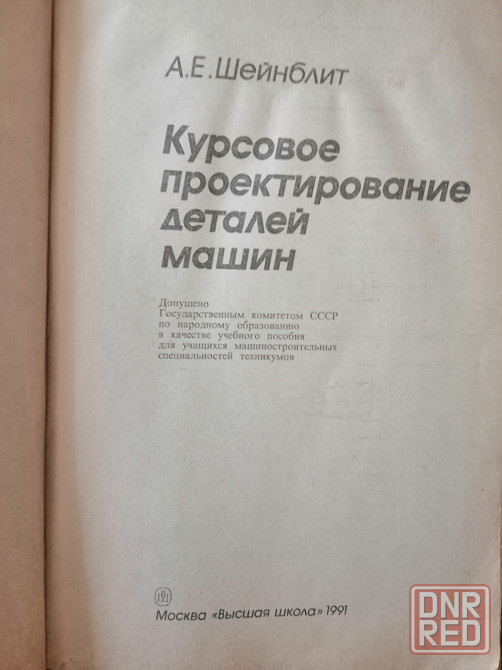 А.Е.Шейнблит
Курсовое
проектирование
деталей
машин
Допущено
Государственным комитетом СССР
по народному образованию
в качестве учебного пособия
для учащихся машиностроительных
специальностей техникумов
Москва «Высшая школа» 1991
DNR
RED